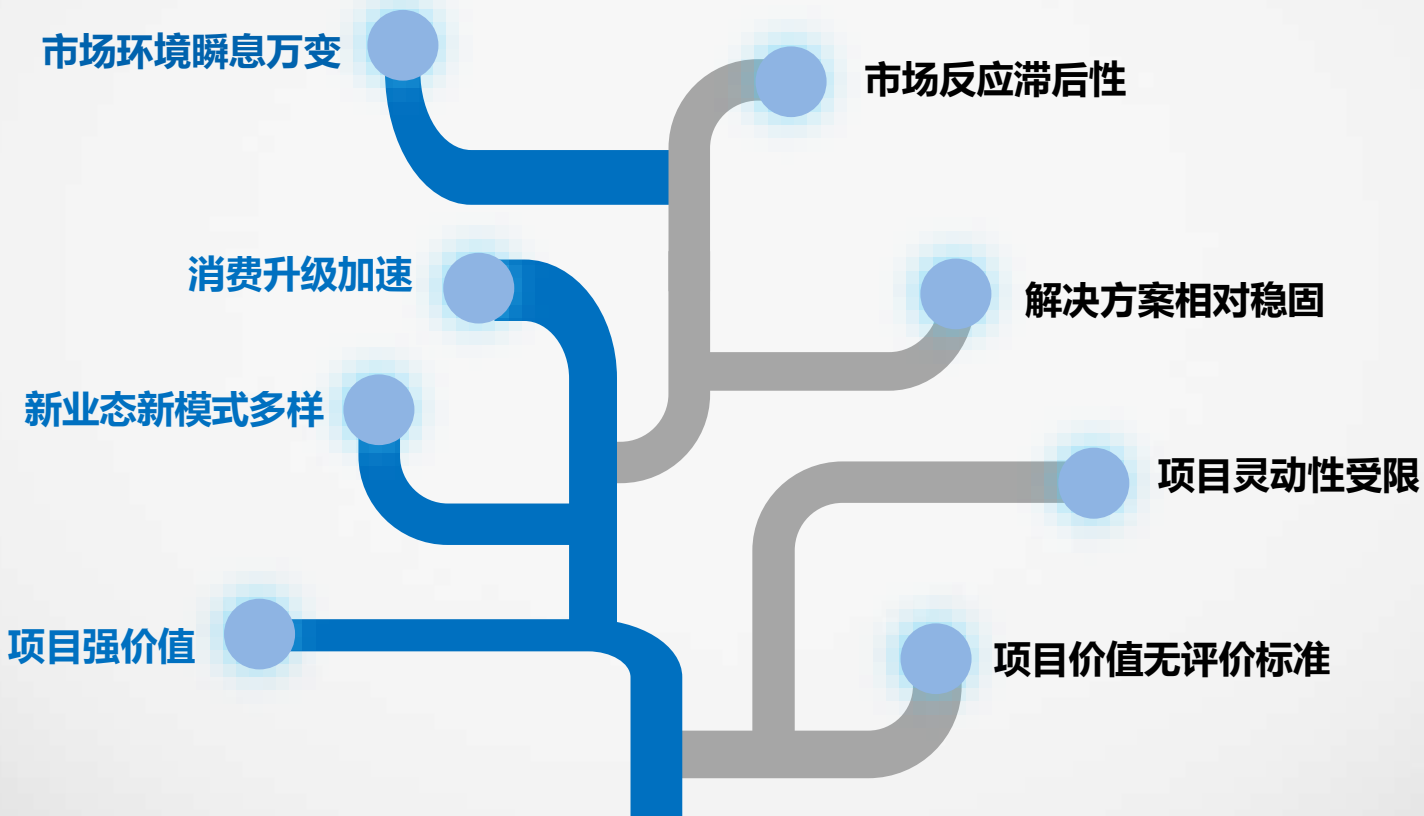 市场环境瞬息万变
市场反应滞后性
消费升级加速
解决方案相对稳固
新业态新模式多样
项目灵动性受限
项目强价值
项目价值无评价标准